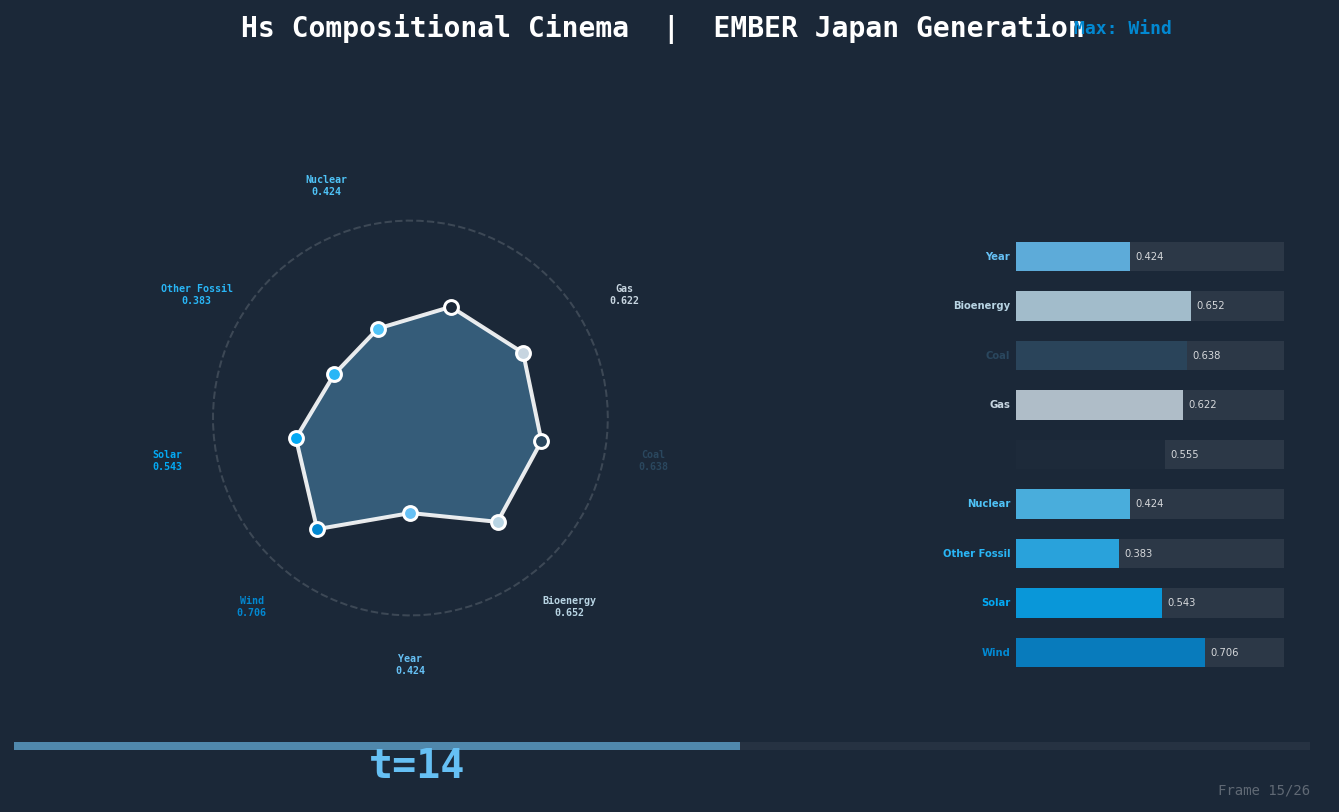 Hs Compositional Cinema | EMBER Japan Generation
Max: Wind
Nuclear
0.424
Other Fossil
0.383
Gas
0.622
Solar
0.543
Coal
0.638
Wind
0.706
Bioenergy
0.652
Year
0.424
Year 0.424
Bioenergy 0.652
Coal 0.638
Gas 0.622
0.555
Nuclear 0.424
Other Fossil 0.383
Solar 0.543
Wind 0.706
t=14
Frame 15/26